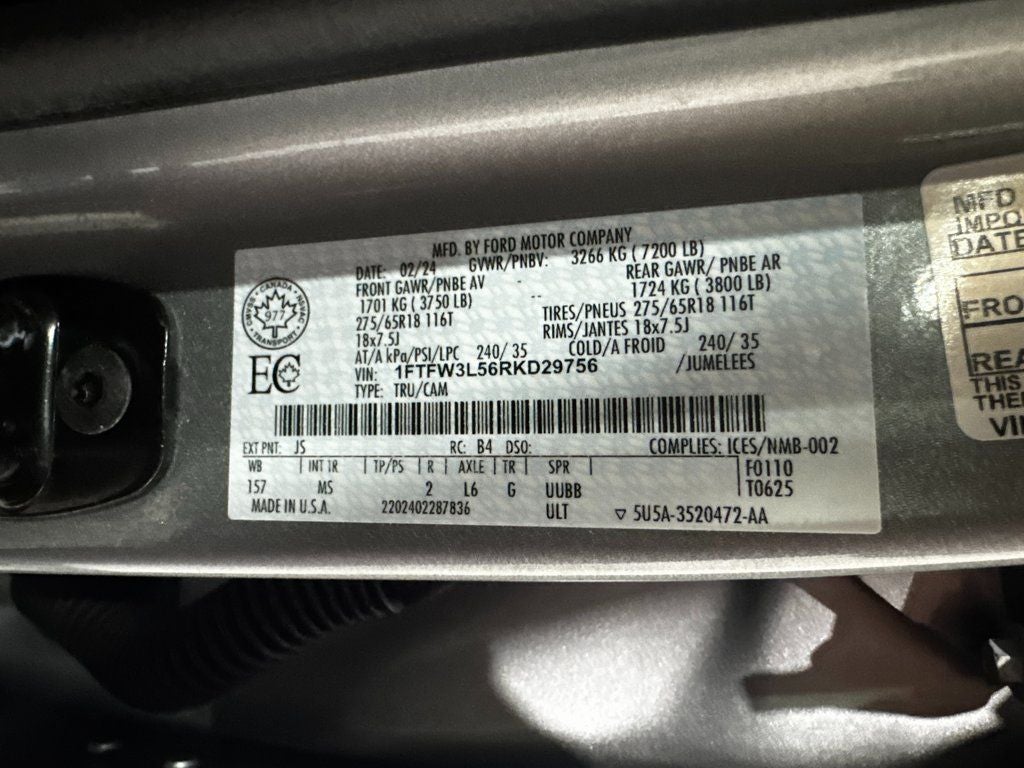 MFD. BY FORD MOTOR COMPANY
DATE: 02/24 GVWR/PNBV: 3266 KG ( 7200 LB)
FRONT GAWR/PNBE AV REAR GAWR/ PNBE AR
1701 KG ( 3750 LB) -- 1724 KG ( 3800 LB)
275/65R18 116T TIRES/PNEUS 275/65R18 116T
18x7.5J RIMS/JANTES 18x7.5J
AT/A kPa/PSI/LPC 240/ 35 COLD/A FROID 240/ 35
VIN: 1FTFW3L56RKD29756 /JUMELEES
TYPE: TRU/CAM
CANADA
977
TRANSPORT
EC
EXT PNT: JS RC: B4 DSO: COMPLIES: ICES/NMB-002
WB INT TR TP/PS R AXLE TR SPR F0110
157 MS 2 L6 G UUBB T0625
MADE IN U.S.A. 2202402287836 ULT ▽ 5U5A-3520472-AA
MFD
IMPO
DATE
FRO
REA
THIS
THE
VI